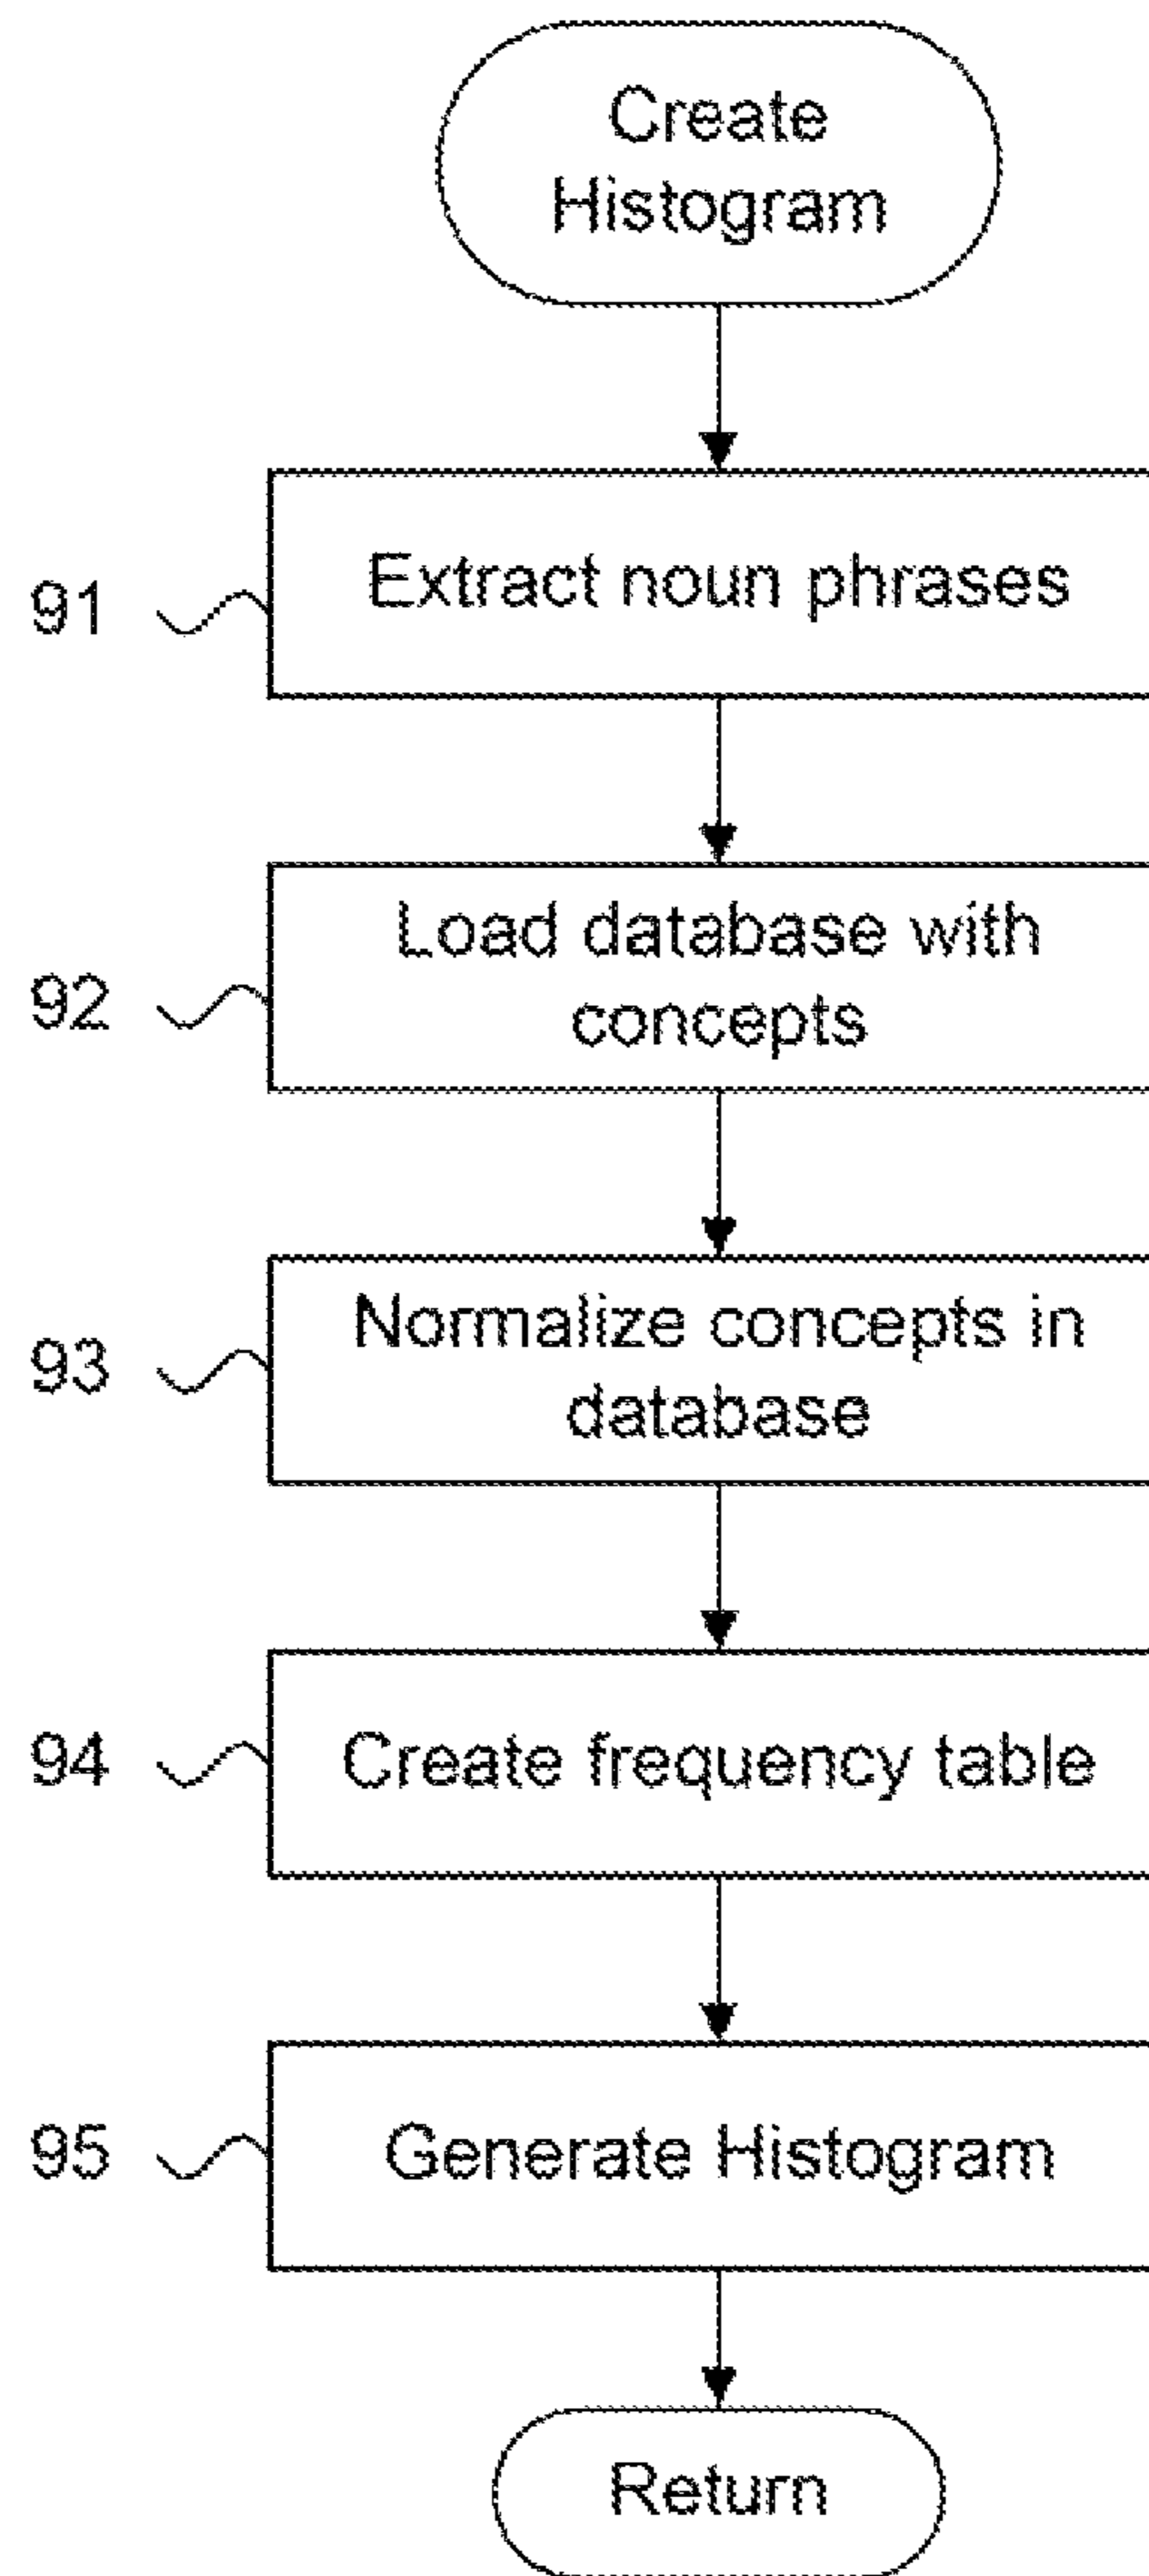 Create
Histogram
91
Extract noun phrases
92
Load database with
concepts
93
Normalize concepts in
database
94
Create frequency table
95
Generate Histogram
Return